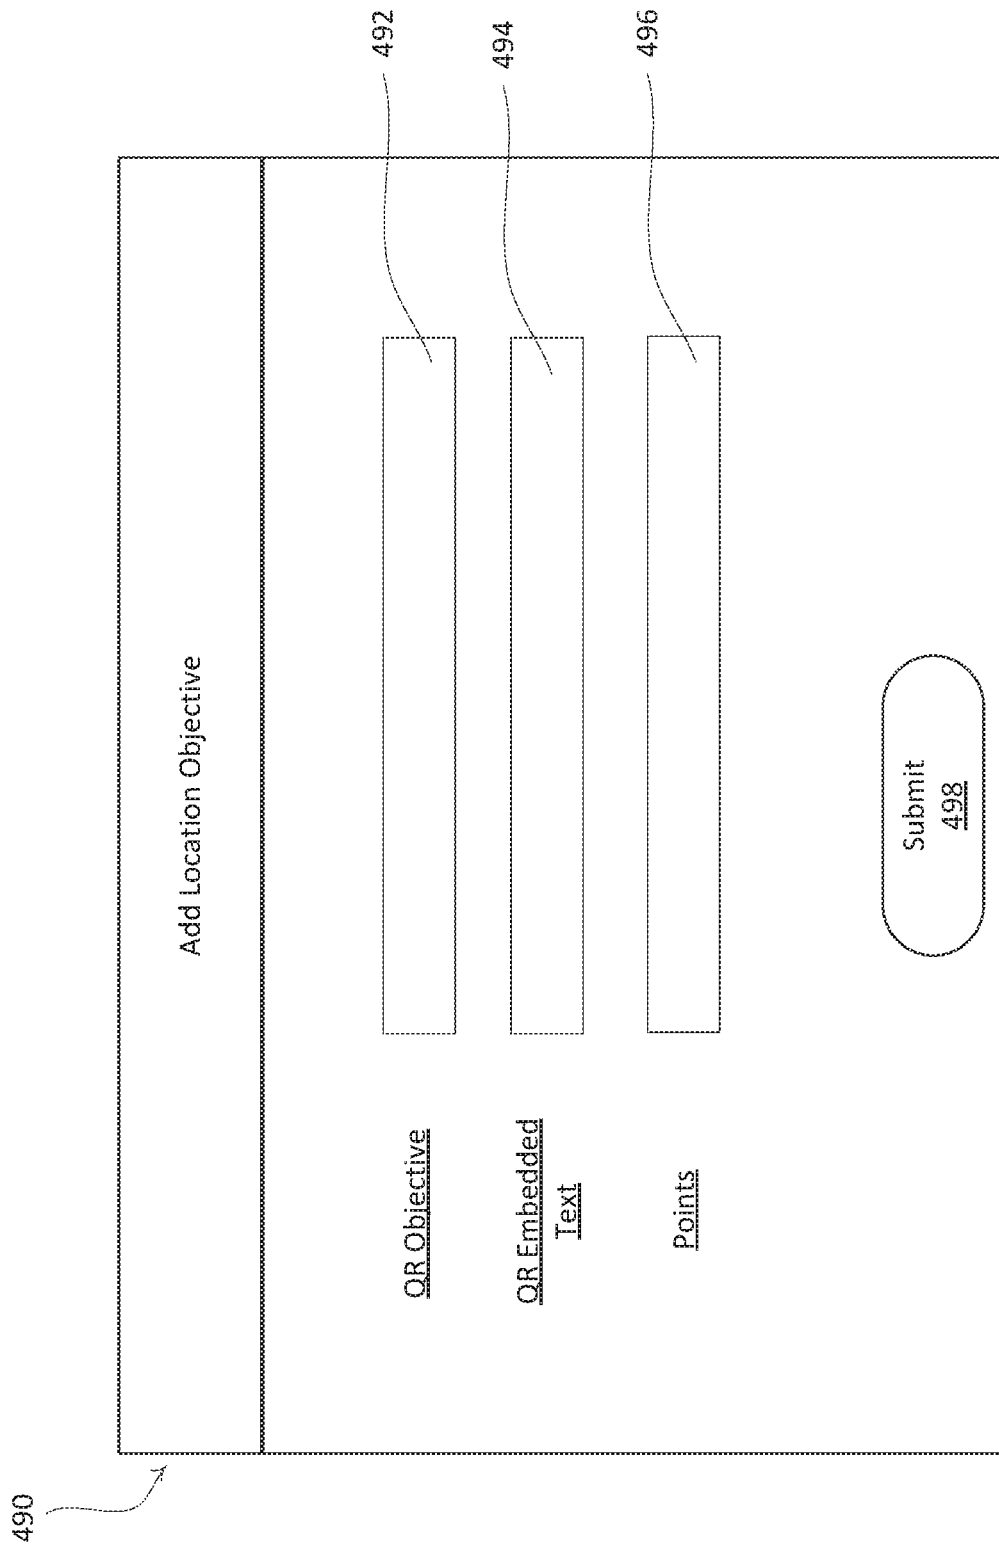 490
Add Location Objective
QR Objective
492
QR Embedded
Text
494
Points
496
Submit
498